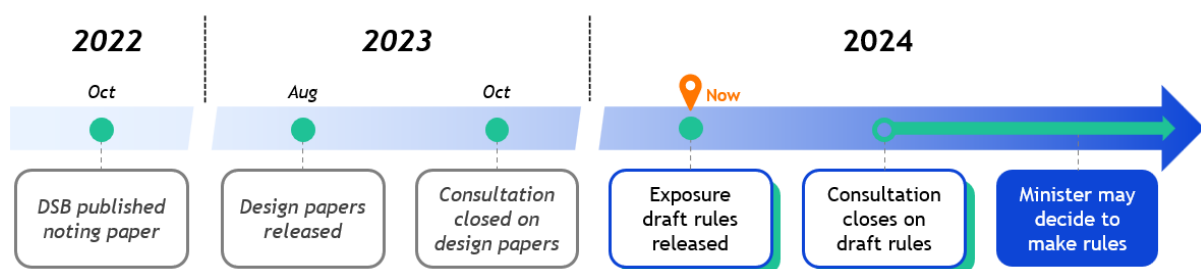 2022
2023
2024
Oct
Aug
Oct
Now
DSB published
noting paper
Design papers
released
Consultation
closed on
design papers
Exposure
draft rules
released
Consultation
closes on
draft rules
Minister may
decide to
make rules